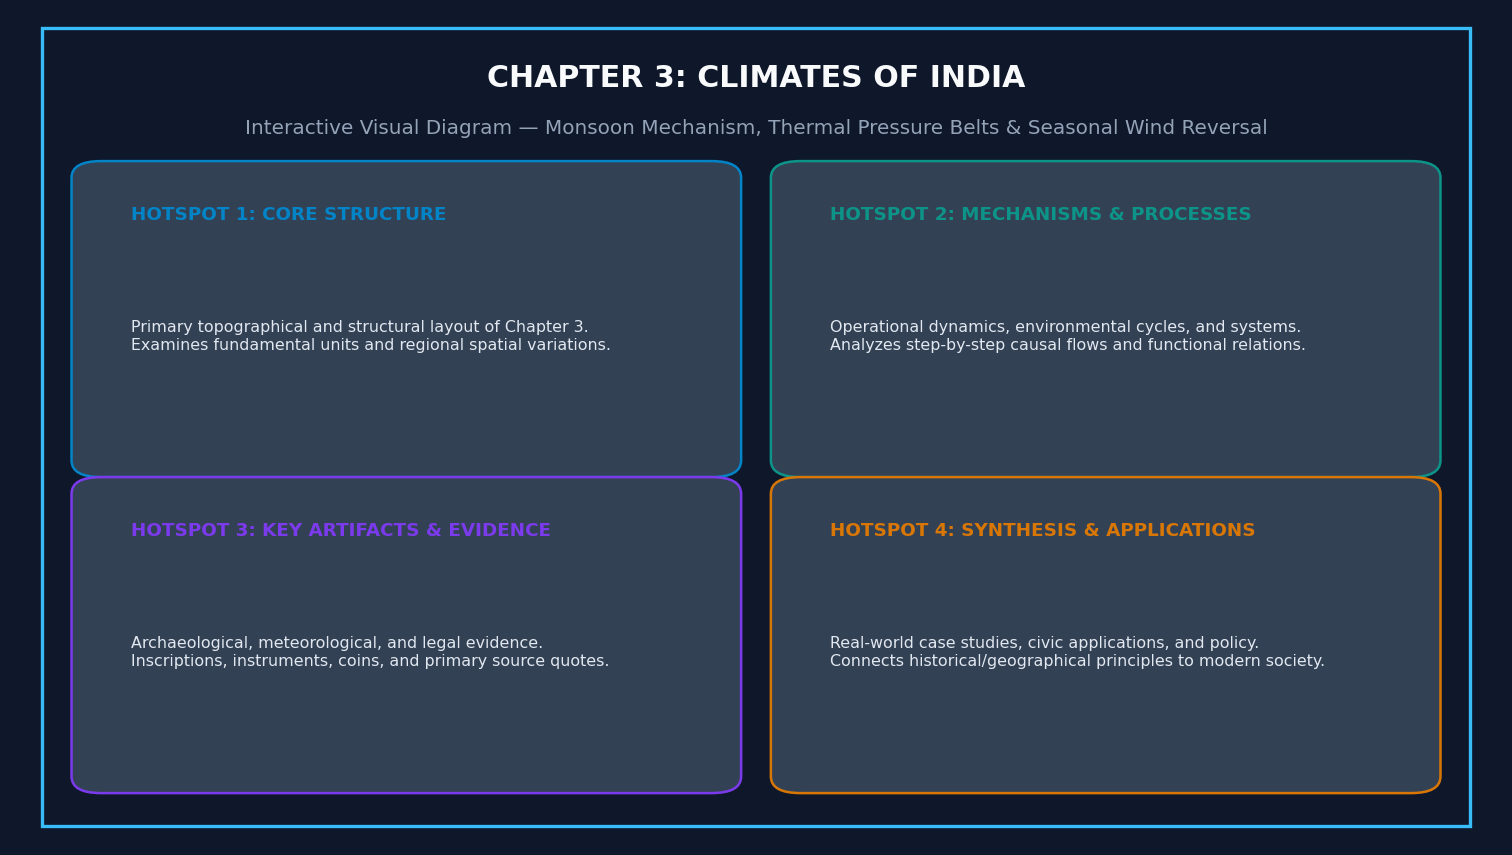 CHAPTER 3: CLIMATES OF INDIA
Interactive Visual Diagram — Monsoon Mechanism, Thermal Pressure Belts & Seasonal Wind Reversal
HOTSPOT 1: CORE STRUCTURE
Primary topographical and structural layout of Chapter 3.
Examines fundamental units and regional spatial variations.
HOTSPOT 2: MECHANISMS & PROCESSES
Operational dynamics, environmental cycles, and systems.
Analyzes step-by-step causal flows and functional relations.
HOTSPOT 3: KEY ARTIFACTS & EVIDENCE
Archaeological, meteorological, and legal evidence.
Inscriptions, instruments, coins, and primary source quotes.
HOTSPOT 4: SYNTHESIS & APPLICATIONS
Real-world case studies, civic applications, and policy.
Connects historical/geographical principles to modern society.